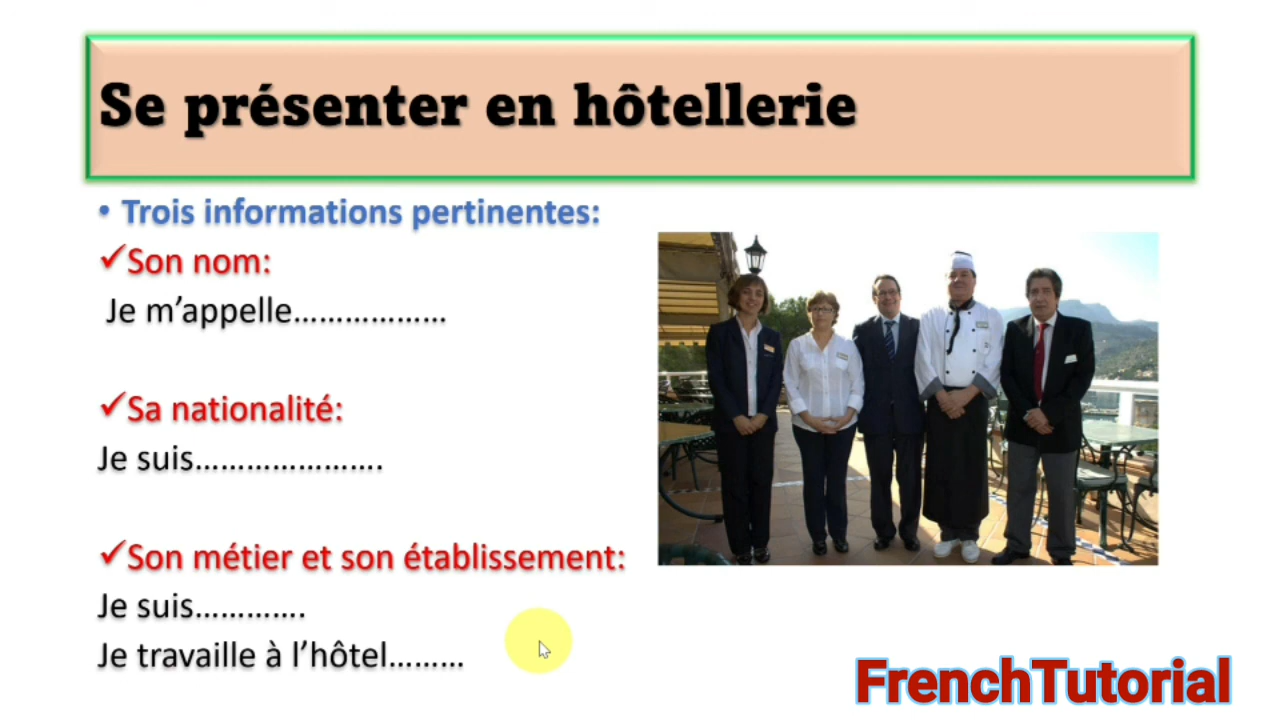 Se présenter en hôtellerie
• Trois informations pertinentes:
✓Son nom:
Je m’appelle………………
✓Sa nationalité:
Je suis………………….
✓Son métier et son établissement:
Je suis………….
Je travaille à l’hôtel………
FrenchTutorial